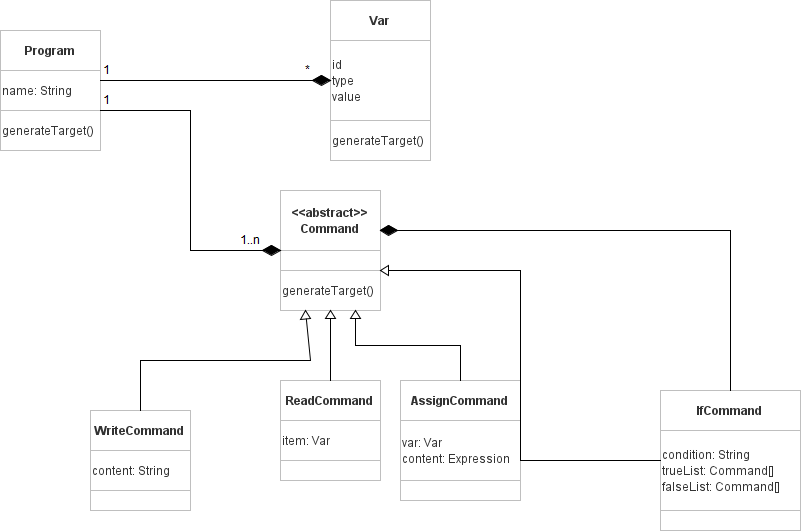 Program
name: String
generateTarget()
1
1
*
Var
id
type
value
generateTarget()
1..n
<<abstract>>
Command
generateTarget()
WriteCommand
content: String
ReadCommand
item: Var
AssignCommand
var: Var
content: Expression
IfCommand
condition: String
trueList: Command[]
falseList: Command[]